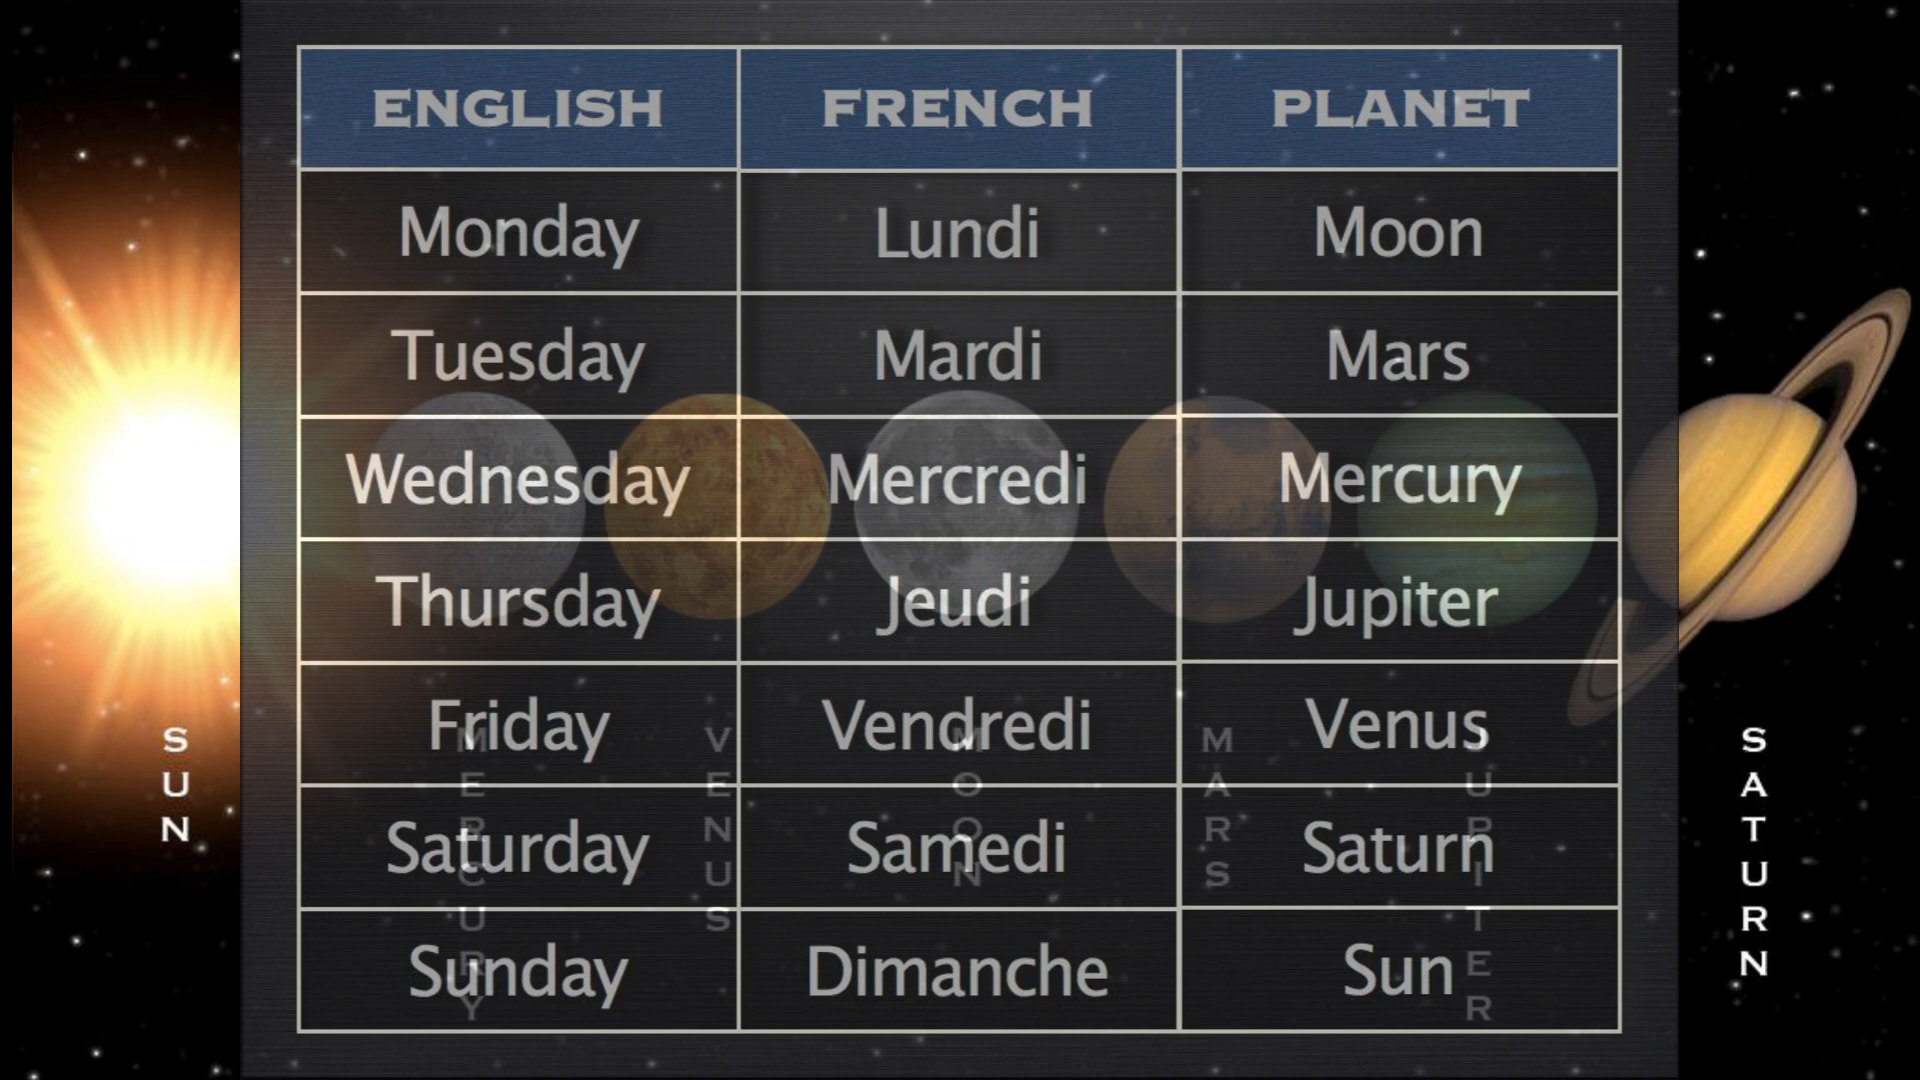 ENGLISH FRENCH PLANET
Monday Lundi Moon
Tuesday Mardi Mars
Wednesday Mercredi Mercury
Thursday Jeudi Jupiter
Friday Vendredi Venus
Saturday Samedi Saturn
Sunday Dimanche Sun
SUN
MERCURY
VENUS
MOON
MARS
JUPITER
SATURN